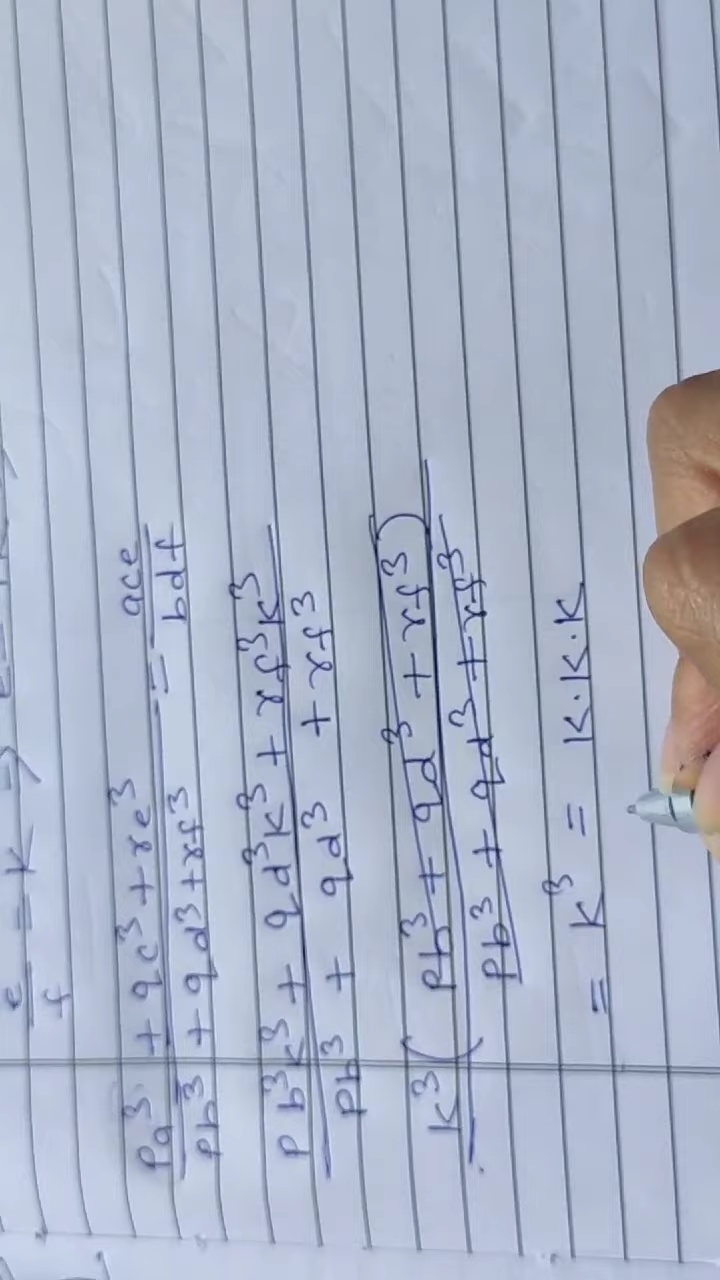 e/f = K ⇒ e = fK
(pa³ + qc³ + re³)/(pb³ + qd³ + rf³) = ace/bdf
(pb³k³ + qd³k³ + rf³k³)/(pb³ + qd³ + rf³)
k³(pb³ + qd³ + rf³)/(pb³ + qd³ + rf³)
= k³ = k.k.k